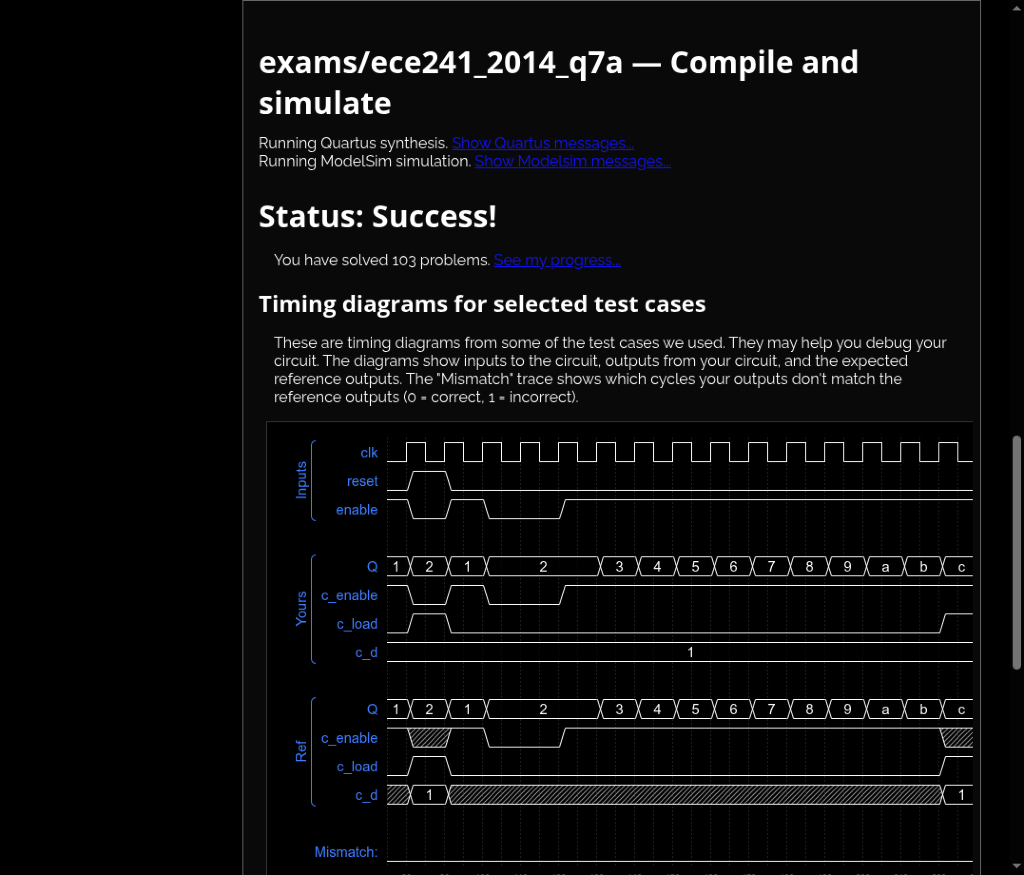 exams/ece241_2014_q7a — Compile and
simulate
Running Quartus synthesis. Show Quartus messages...
Running ModelSim simulation. Show Modelsim messages...
Status: Success!
You have solved 103 problems. See my progress...
Timing diagrams for selected test cases
These are timing diagrams from some of the test cases we used. They may help you debug your
circuit. The diagrams show inputs to the circuit, outputs from your circuit, and the expected
reference outputs. The "Mismatch" trace shows which cycles your outputs don't match the
reference outputs (0 = correct, 1 = incorrect).
Inputs
clk
reset
enable
Yours
Q 1 2 1 2 3 4 5 6 7 8 9 a b c
c_enable
c_load
c_d 1
Ref
Q 1 2 1 2 3 4 5 6 7 8 9 a b c
c_enable
c_load
c_d 1 1
Mismatch: